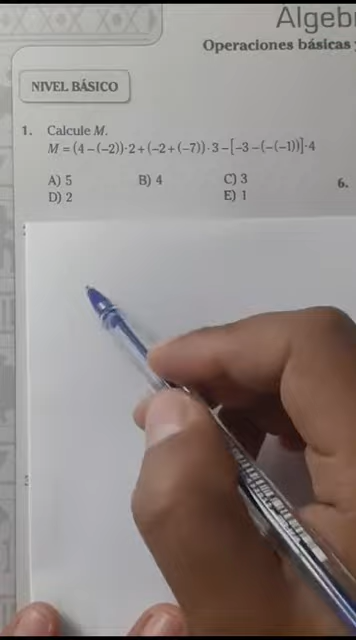 Algeb
Operaciones básicas
NIVEL BÁSICO
1. Calcule M.
M = (4 – (–2)) · 2 + (–2 + (–7)) · 3 – [–3 – (–(–1))] · 4
A) 5 B) 4 C) 3
6.
D) 2 E) 1